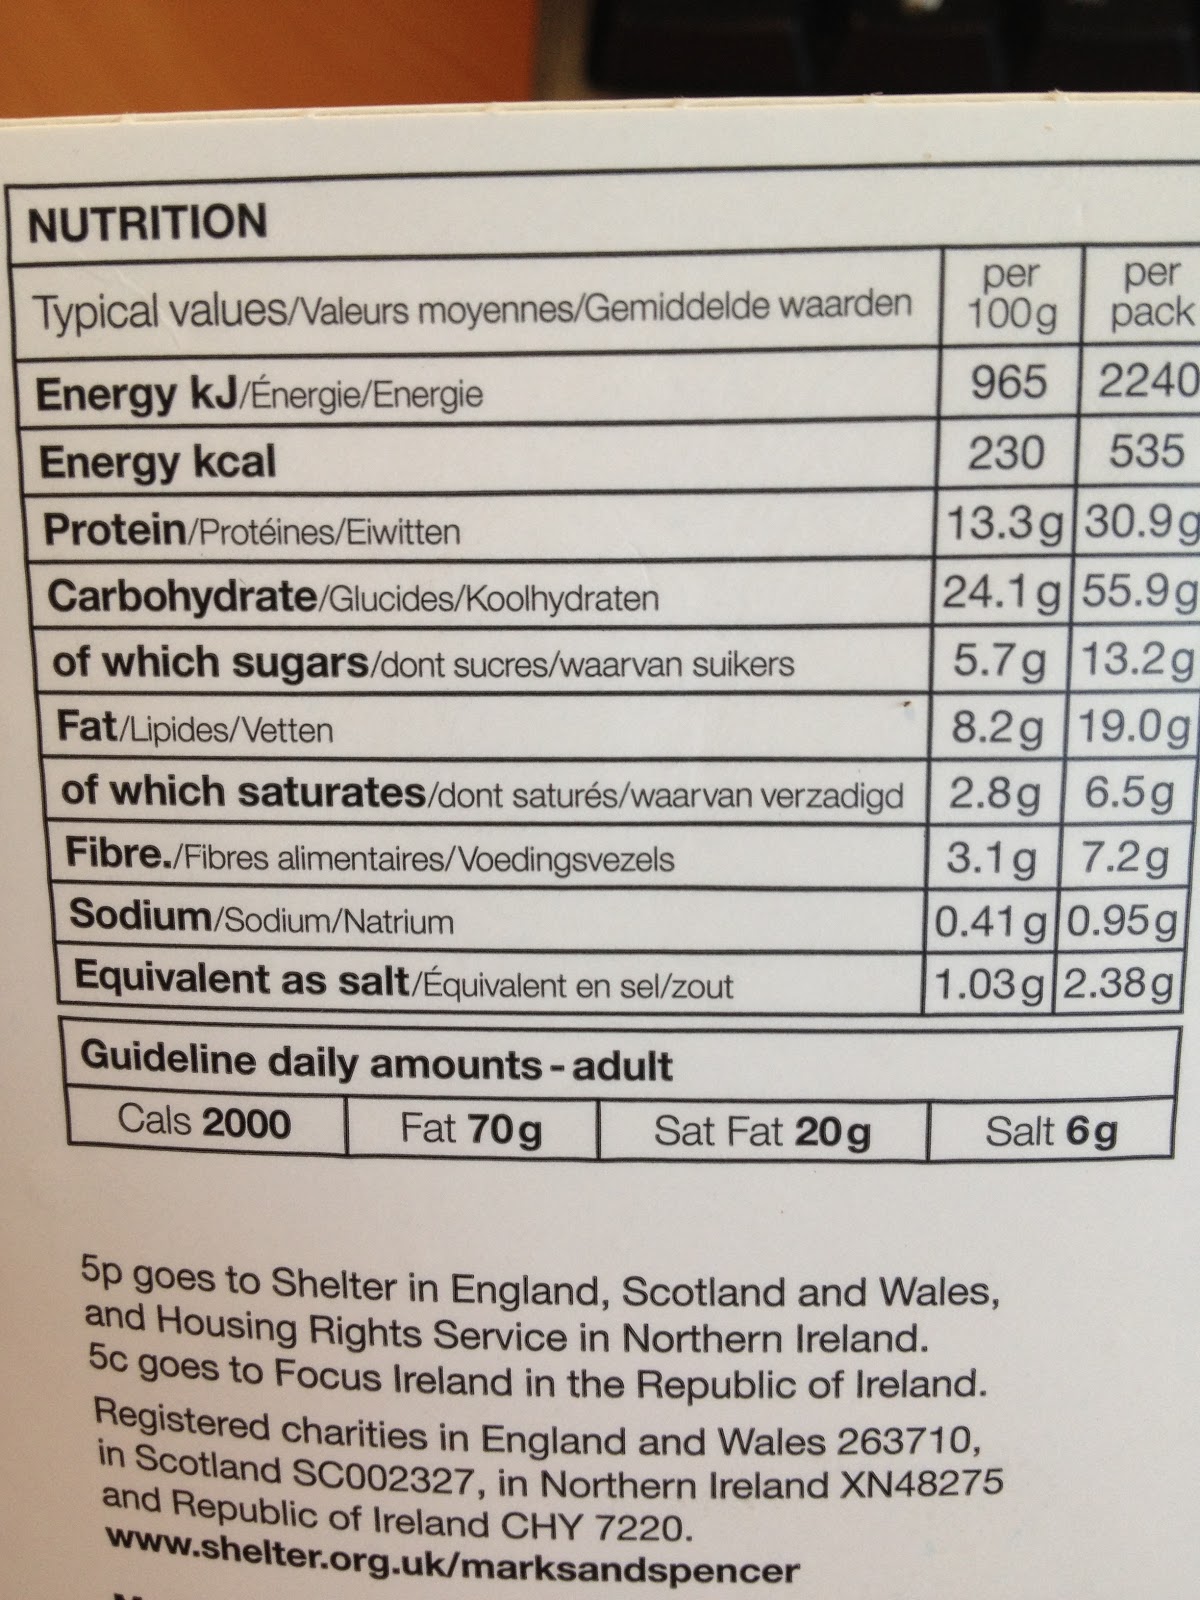 NUTRITION
Typical values/Valeurs moyennes/Gemiddelde waarden per 100g per pack
Energy kJ/Énergie/Energie 965 2240
Energy kcal 230 535
Protein/Protéines/Eiwitten 13.3g 30.9g
Carbohydrate/Glucides/Koolhydraten 24.1g 55.9g
of which sugars/dont sucres/waarvan suikers 5.7g 13.2g
Fat/Lipides/Vetten 8.2g 19.0g
of which saturates/dont saturés/waarvan verzadigd 2.8g 6.5g
Fibre./Fibres alimentaires/Voedingsvezels 3.1g 7.2g
Sodium/Sodium/Natrium 0.41g 0.95g
Equivalent as salt/Équivalent en sel/zout 1.03g 2.38g
Guideline daily amounts - adult
Cals 2000 Fat 70g Sat Fat 20g Salt 6g
5p goes to Shelter in England, Scotland and Wales,
and Housing Rights Service in Northern Ireland.
5c goes to Focus Ireland in the Republic of Ireland.
Registered charities in England and Wales 263710,
in Scotland SC002327, in Northern Ireland XN48275
and Republic of Ireland CHY 7220.
www.shelter.org.uk/marksandspencer